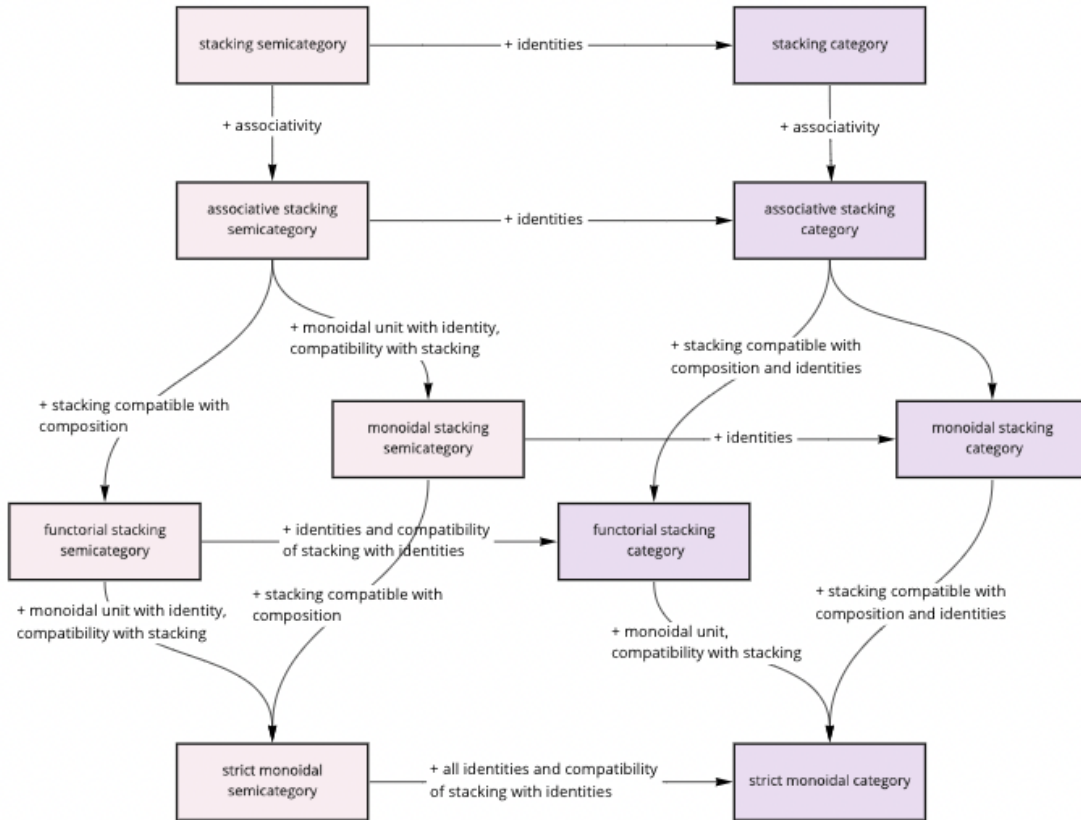 stacking semicategory
+ identities
stacking category
+ associativity
+ associativity
associative stacking
semicategory
+ identities
associative stacking
category
+ monoidal unit with identity,
compatibility with stacking
+ stacking compatible with
composition and identities
+ stacking compatible with
composition
monoidal stacking
semicategory
+ identities
monoidal stacking
category
functorial stacking
semicategory
+ identities and compatibility
of stacking with identities
functorial stacking
category
+ monoidal unit with identity,
compatibility with stacking
+ stacking compatible with
composition
+ monoidal unit,
compatibility with stacking
+ stacking compatible with
composition and identities
strict monoidal
semicategory
+ all identities and compatibility
of stacking with identities
strict monoidal category